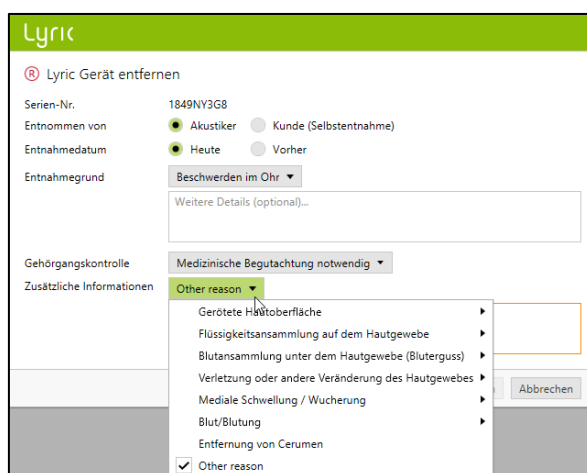 Lyric
® Lyric Gerät entfernen
Serien-Nr. 1849NY3G8
Entnommen von Akustiker Kunde (Selbstentnahme)
Entnahmedatum Heute Vorher
Entnahmegrund Beschwerden im Ohr
Weitere Details (optional)...
Gehörgangskontrolle Medizinische Begutachtung notwendig
Zusätzliche Informationen Other reason
Gerötete Hautoberfläche
Flüssigkeitsansammlung auf dem Hautgewebe
Blutansammlung unter dem Hautgewebe (Bluterguss)
Verletzung oder andere Veränderung des Hautgewebes
Mediale Schwellung / Wucherung
Abbrechen
Blut/Blutung
Entfernung von Cerumen
Other reason